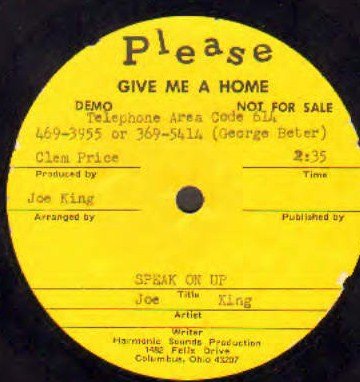 Please
GIVE ME A HOME
DEMO NOT FOR SALE
Telephone Area Code 614
469-3955 or 369-5414 (George Beter)
Clem Price 2:35
Produced by Time
Joe King
Arranged by Published by
SPEAK ON UP
Title
Joe King
Artist
Writer
Harmonic Sounds Production
1482 Felix Drive
Columbus, Ohio 43207